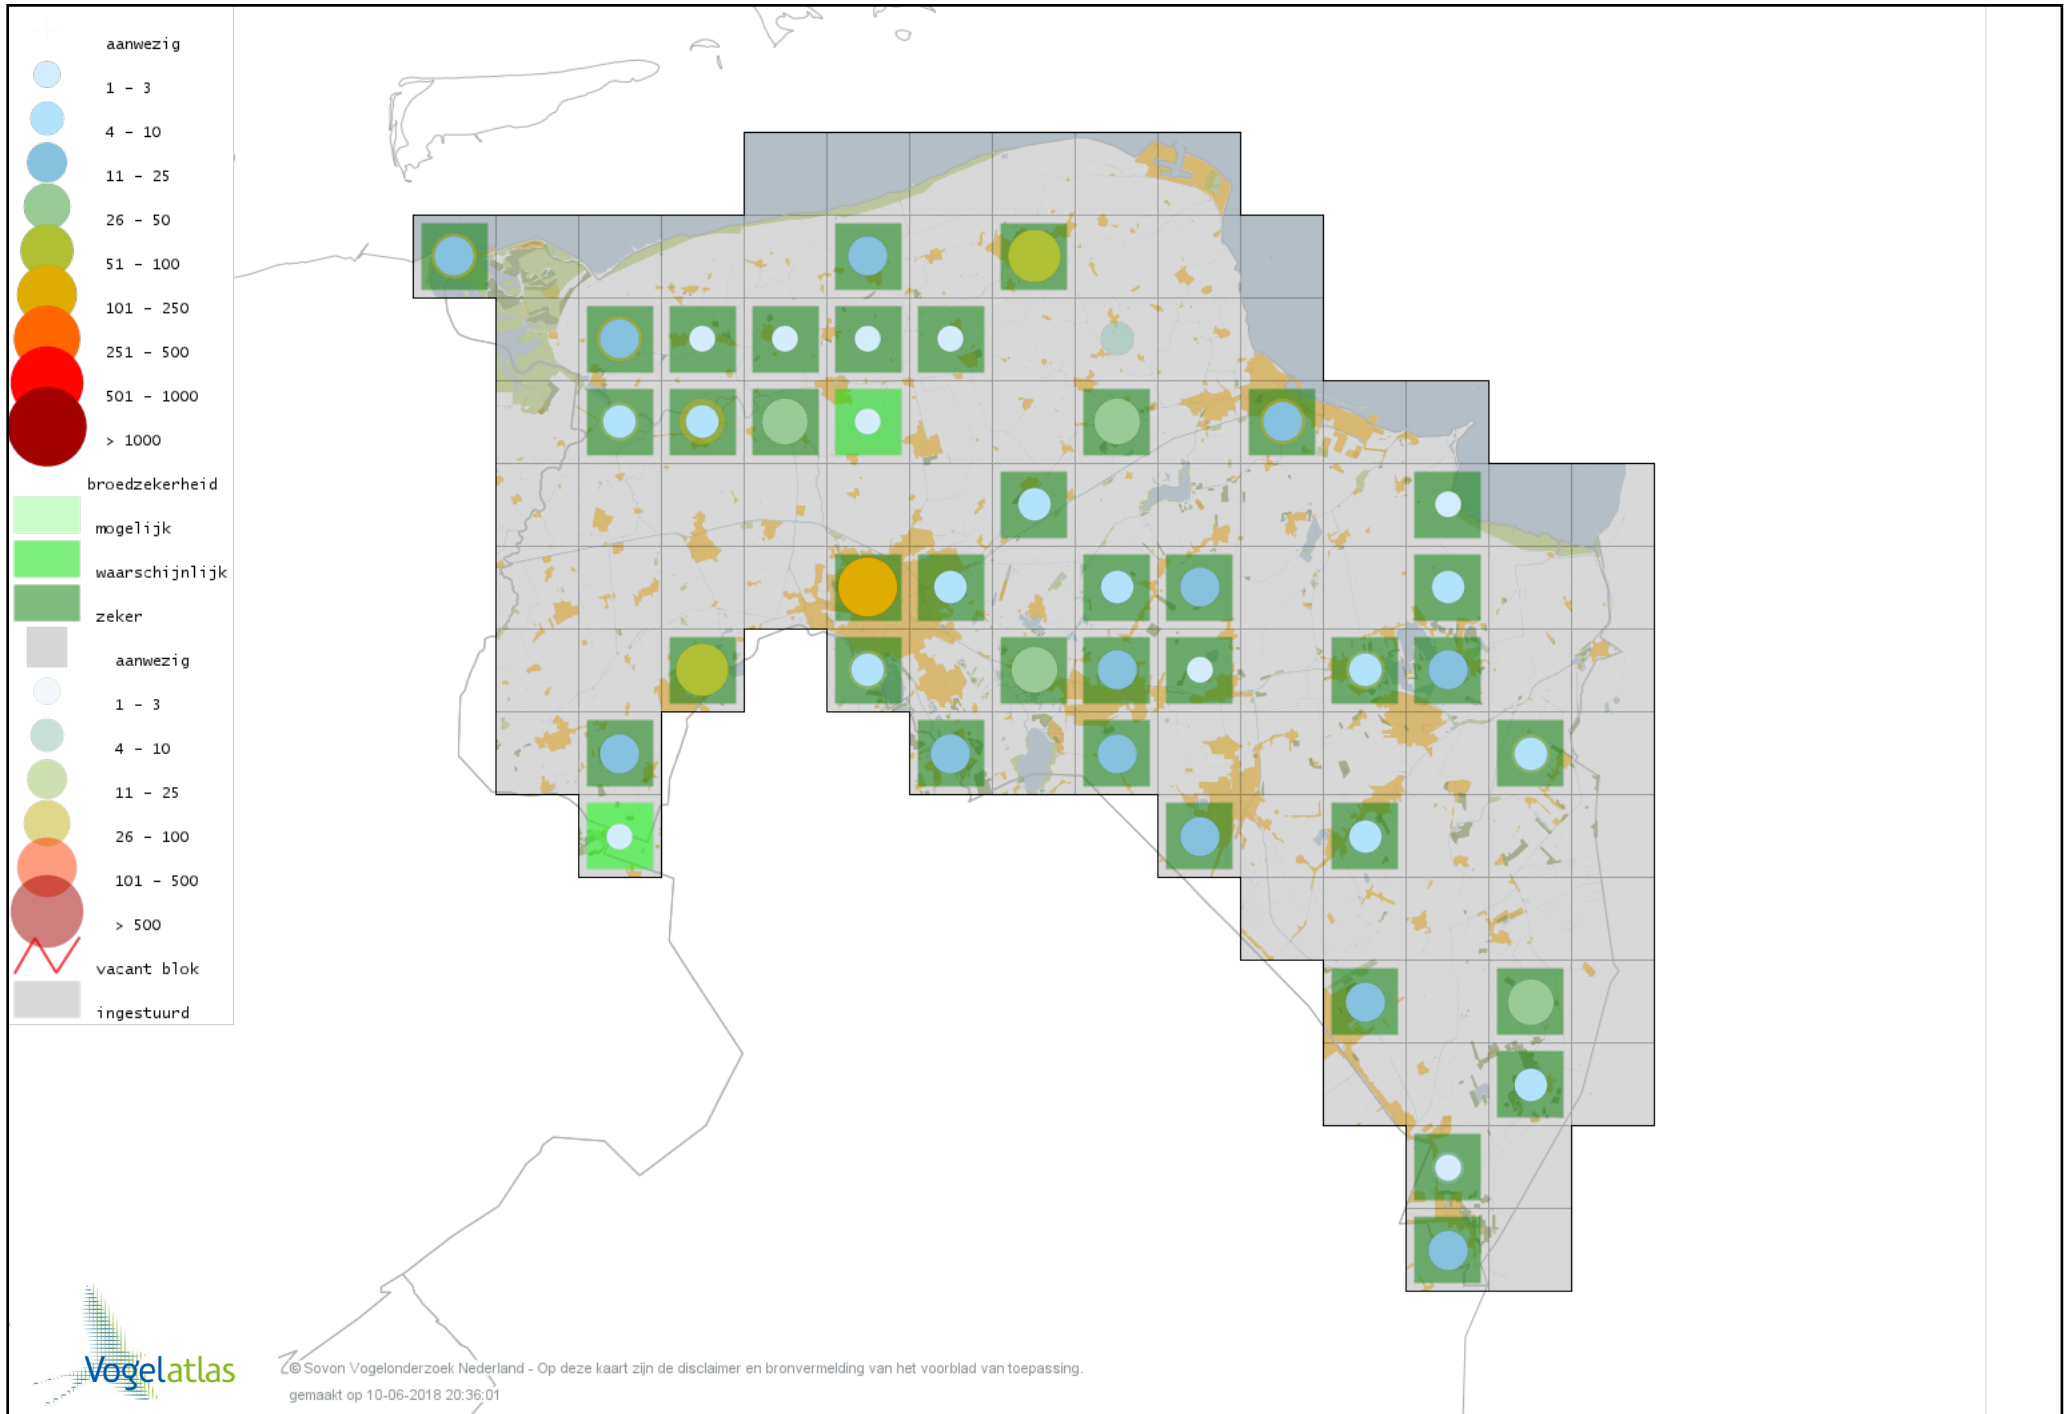 aanwezig
1 - 3
4 - 10
11 - 25
26 - 50
51 - 100
101 - 250
251 - 500
501 - 1000
> 1000
broedzekerheid
mogelijk
waarschijnlijk
zeker
aanwezig
1 - 3
4 - 10
11 - 25
26 - 100
101 - 500
> 500
vacant blok
ingestuurd
Vogelatlas
© Sovon Vogelonderzoek Nederland - Op deze kaart zijn de disclaimer en bronvermelding van het voorblad van toepassing.
gemaakt op 10-06-2018 20:36:01